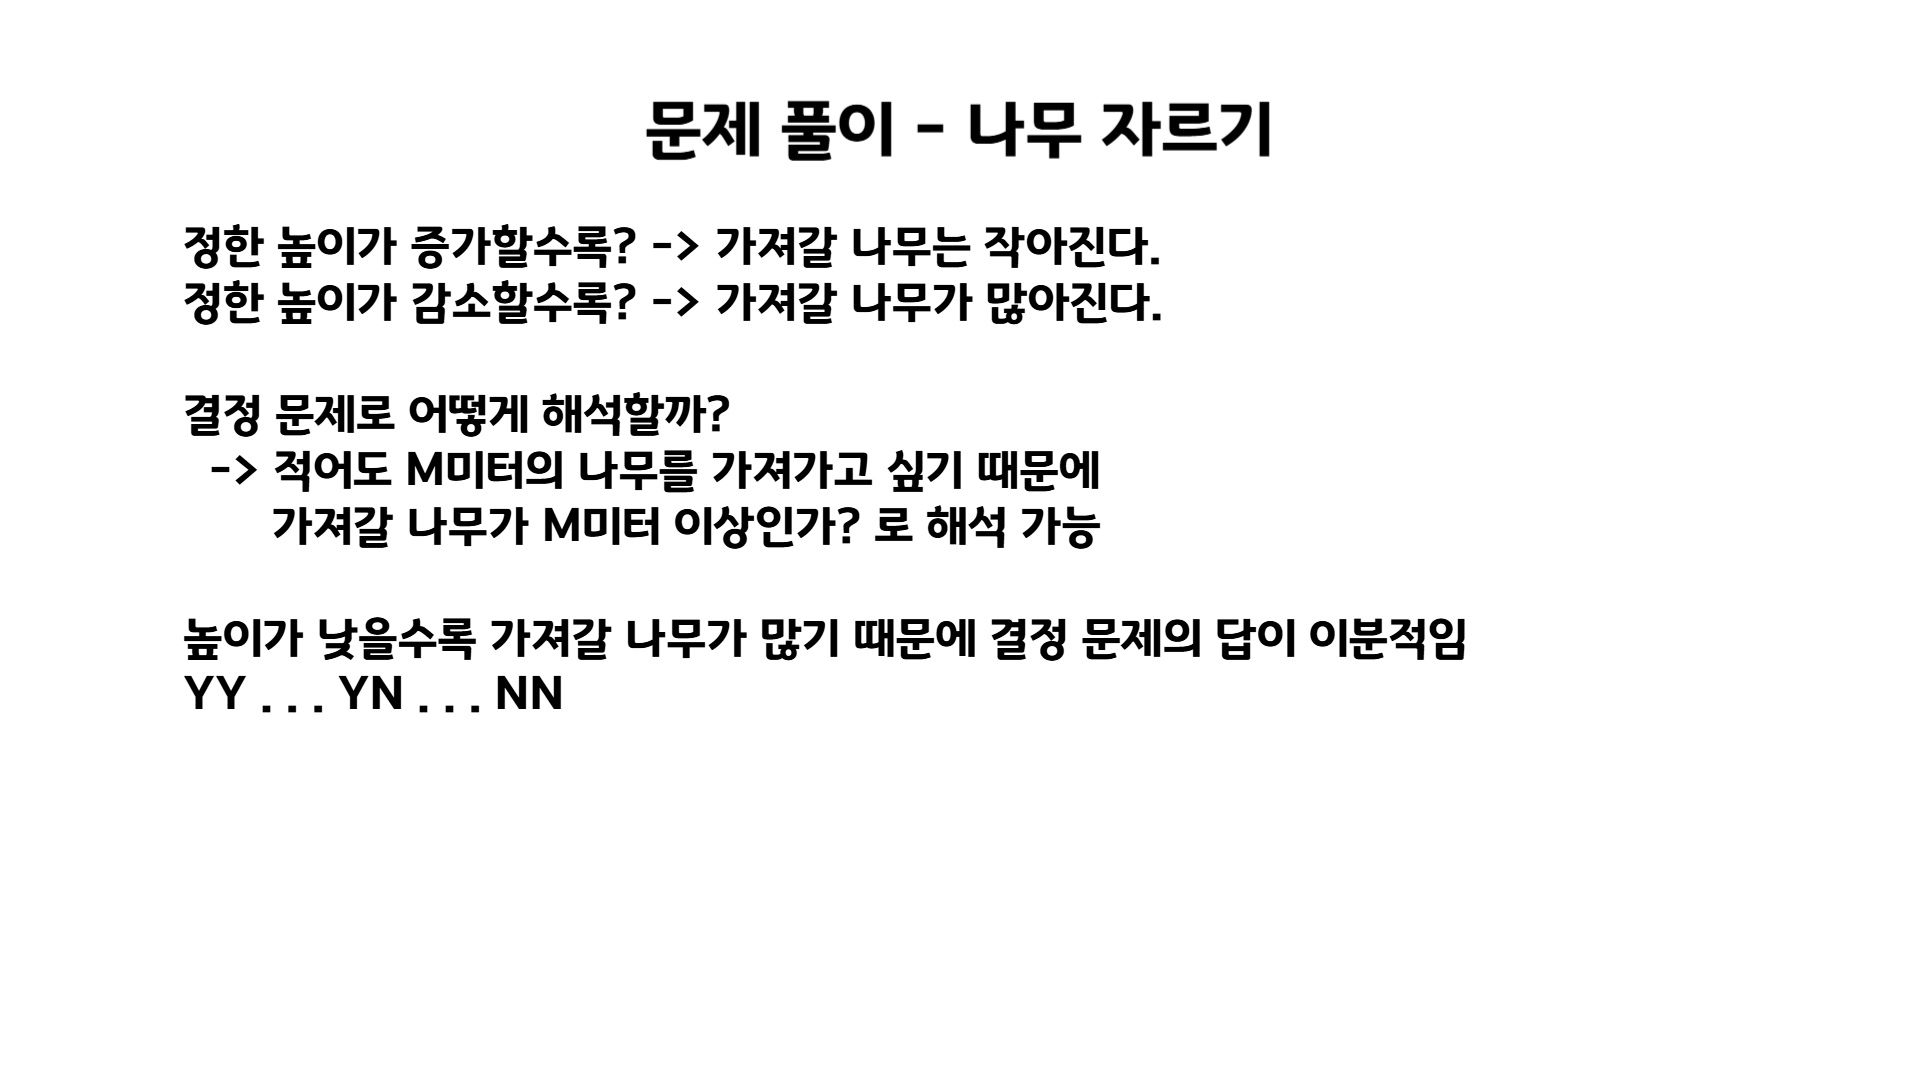 문제 풀이 - 나무 자르기
정한 높이가 증가할수록? -> 가져갈 나무는 작아진다.
정한 높이가 감소할수록? -> 가져갈 나무가 많아진다.
결정 문제로 어떻게 해석할까?
-> 적어도 M미터의 나무를 가져가고 싶기 때문에
가져갈 나무가 M미터 이상인가? 로 해석 가능
높이가 낮을수록 가져갈 나무가 많기 때문에 결정 문제의 답이 이분적임
YY . . . YN . . . NN